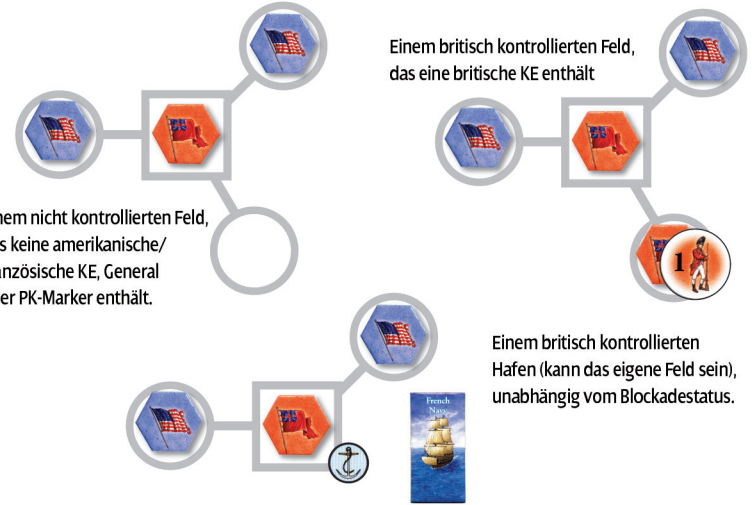 Einem britisch kontrollierten Feld,
das eine britische KE enthält
nem nicht kontrollierten Feld,
s keine amerikanische/
nzösische KE, General
er PK-Marker enthält.
1
Einem britisch kontrollierten
Hafen (kann das eigene Feld sein),
unabhängig vom Blockadestatus.
French
Navy